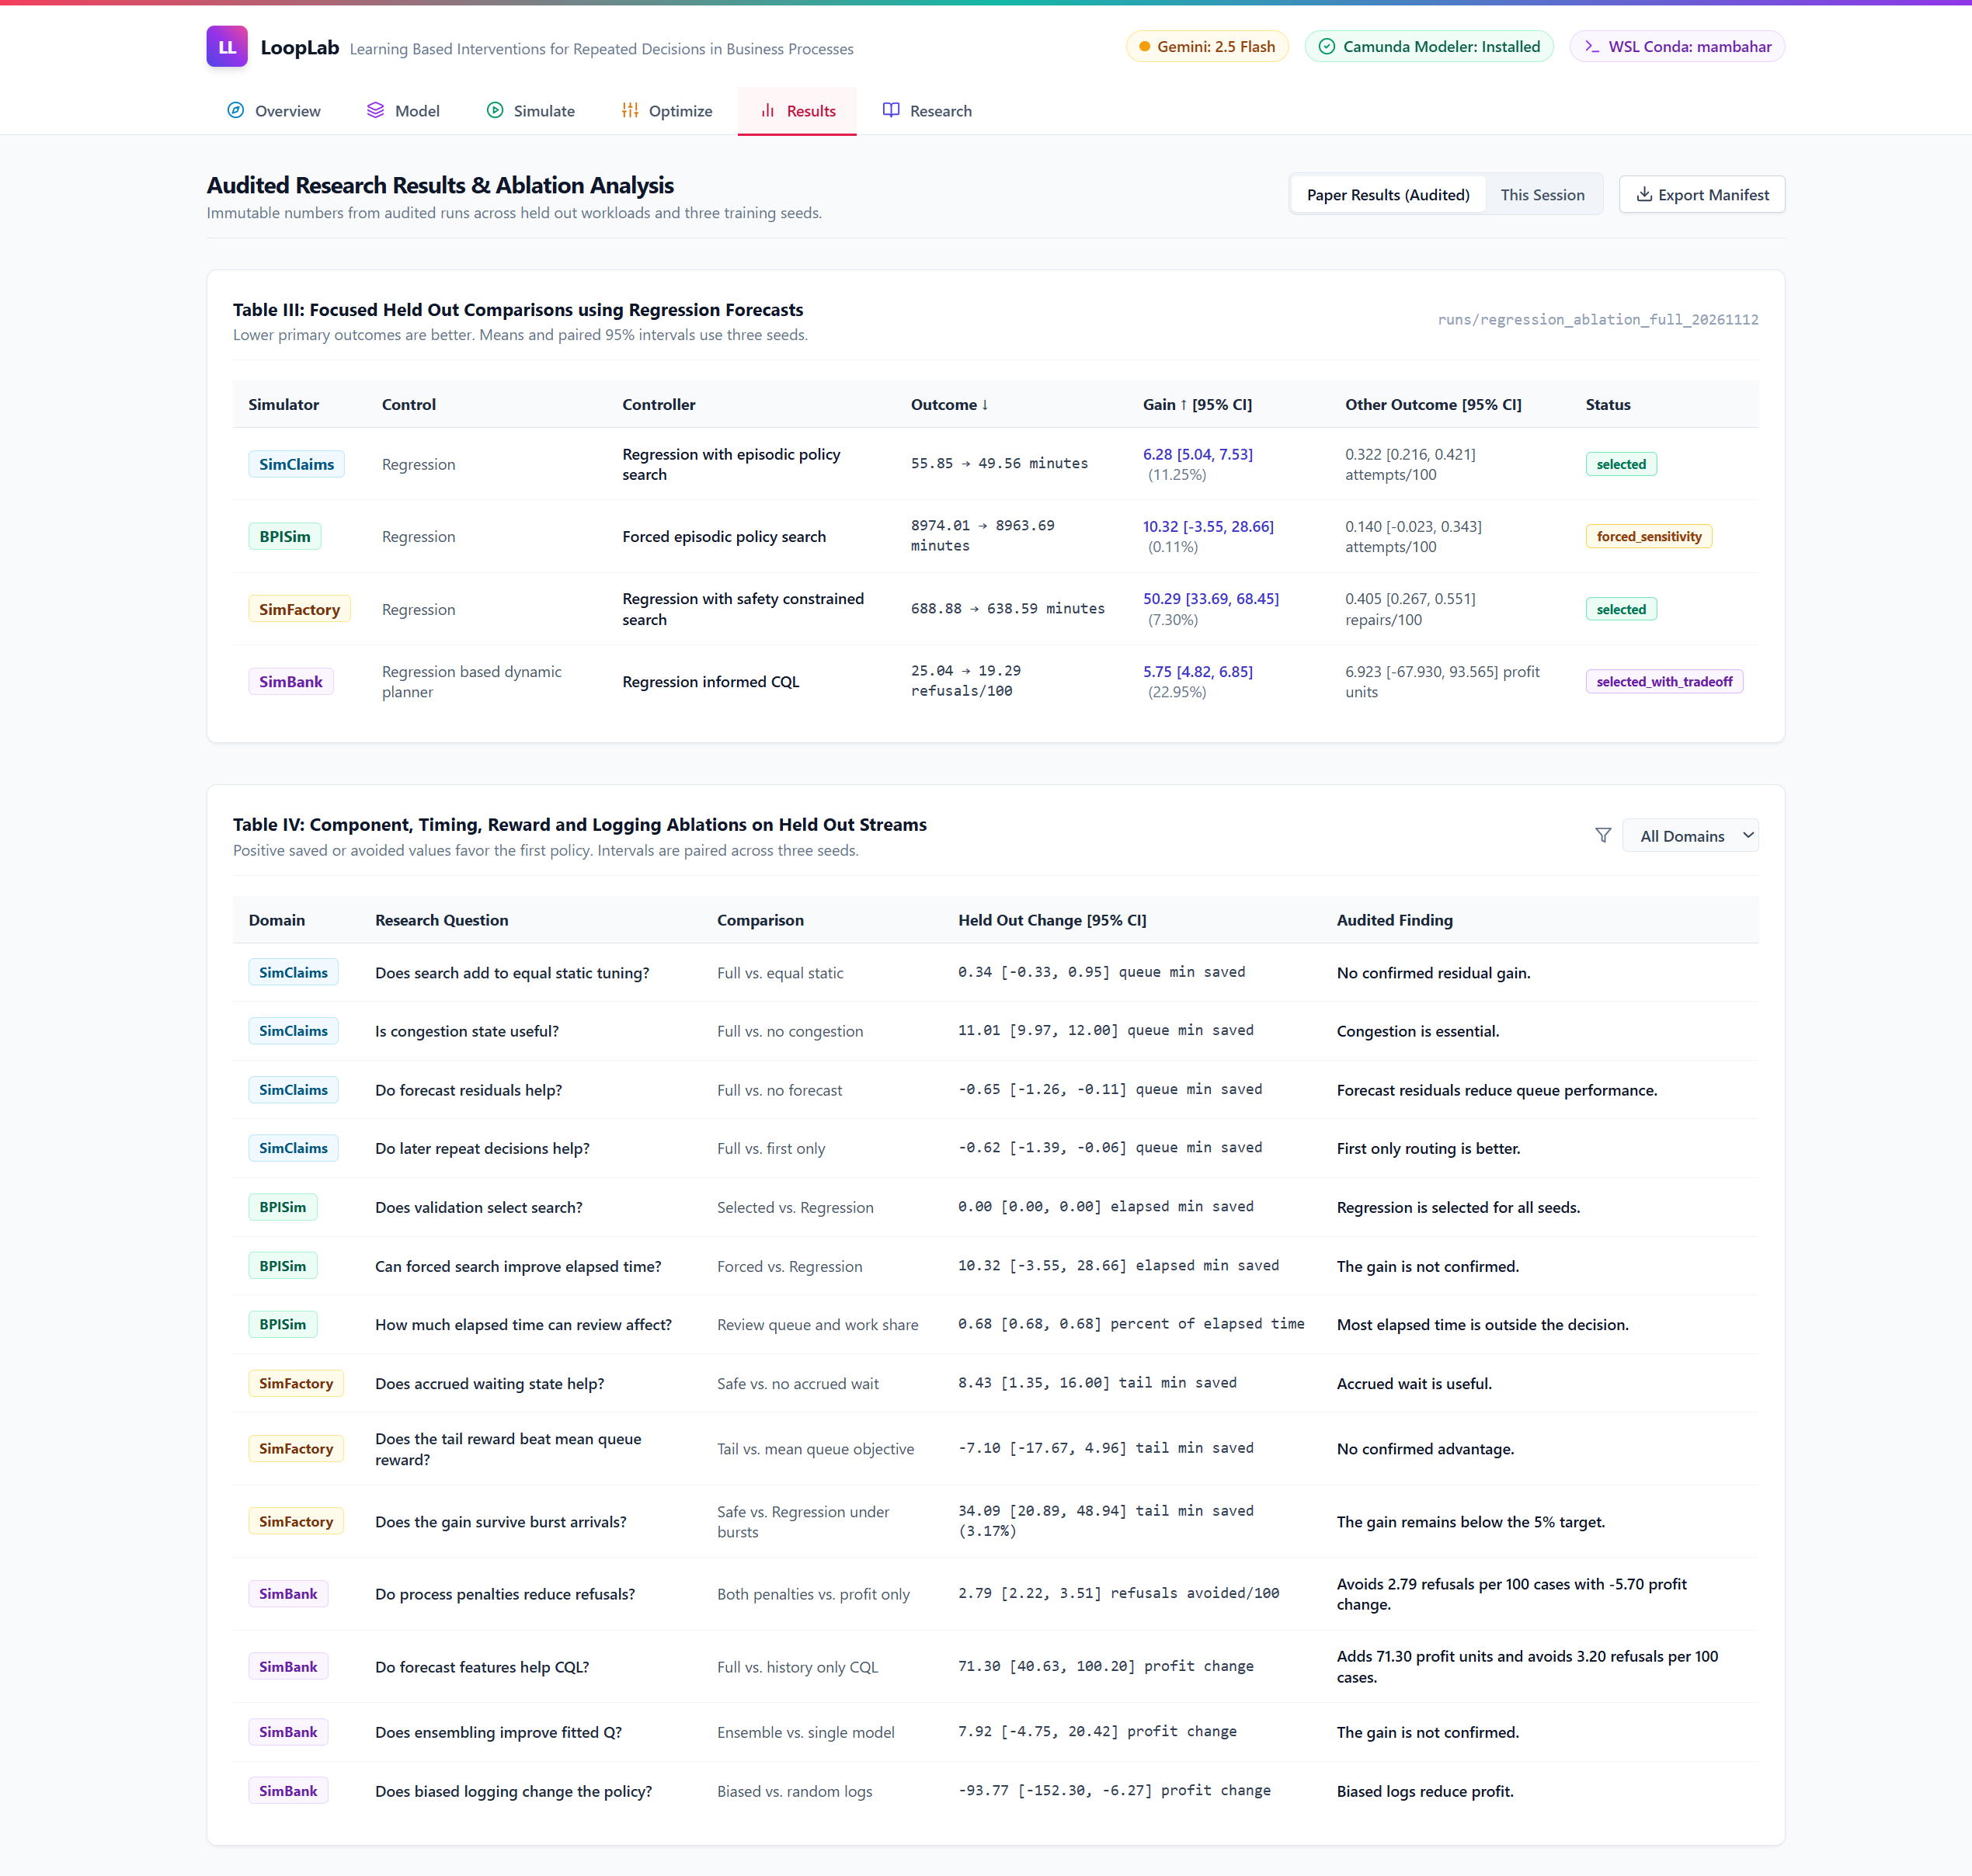 LL LoopLab Learning Based Interventions for Repeated Decisions in Business Processes Gemini: 2.5 Flash Camunda Modeler: Installed WSL Conda: mambahar
Overview Model Simulate Optimize Results Research
Audited Research Results & Ablation Analysis
Immutable numbers from audited runs across held out workloads and three training seeds.
Paper Results (Audited) This Session Export Manifest
Table III: Focused Held Out Comparisons using Regression Forecasts
Lower primary outcomes are better. Means and paired 95% intervals use three seeds.
runs/regression_ablation_full_20261112
Simulator Control Controller Outcome ↓ Gain ↑ [95% CI] Other Outcome [95% CI] Status
SimClaims Regression Regression with episodic policy search 55.85 → 49.56 minutes 6.28 [5.04, 7.53] (11.25%) 0.322 [0.216, 0.421] attempts/100 selected
BPISim Regression Forced episodic policy search 8974.01 → 8963.69 minutes 10.32 [-3.55, 28.66] (0.11%) 0.140 [-0.023, 0.343] attempts/100 forced_sensitivity
SimFactory Regression Regression with safety constrained search 688.88 → 638.59 minutes 50.29 [33.69, 68.45] (7.30%) 0.405 [0.267, 0.551] repairs/100 selected
SimBank Regression based dynamic planner Regression informed CQL 25.04 → 19.29 refusals/100 5.75 [4.82, 6.85] (22.95%) 6.923 [-67.930, 93.565] profit units selected_with_tradeoff
Table IV: Component, Timing, Reward and Logging Ablations on Held Out Streams
Positive saved or avoided values favor the first policy. Intervals are paired across three seeds.
All Domains
Domain Research Question Comparison Held Out Change [95% CI] Audited Finding
SimClaims Does search add to equal static tuning? Full vs. equal static 0.34 [-0.33, 0.95] queue min saved No confirmed residual gain.
SimClaims Is congestion state useful? Full vs. no congestion 11.01 [9.97, 12.00] queue min saved Congestion is essential.
SimClaims Do forecast residuals help? Full vs. no forecast -0.65 [-1.26, -0.11] queue min saved Forecast residuals reduce queue performance.
SimClaims Do later repeat decisions help? Full vs. first only -0.62 [-1.39, -0.06] queue min saved First only routing is better.
BPISim Does validation select search? Selected vs. Regression 0.00 [0.00, 0.00] elapsed min saved Regression is selected for all seeds.
BPISim Can forced search improve elapsed time? Forced vs. Regression 10.32 [-3.55, 28.66] elapsed min saved The gain is not confirmed.
BPISim How much elapsed time can review affect? Review queue and work share 0.68 [0.68, 0.68] percent of elapsed time Most elapsed time is outside the decision.
SimFactory Does accrued waiting state help? Safe vs. no accrued wait 8.43 [1.35, 16.00] tail min saved Accrued wait is useful.
SimFactory Does the tail reward beat mean queue reward? Tail vs. mean queue objective -7.10 [-17.67, 4.96] tail min saved No confirmed advantage.
SimFactory Does the gain survive burst arrivals? Safe vs. Regression under bursts 34.09 [20.89, 48.94] tail min saved (3.17%) The gain remains below the 5% target.
SimBank Do process penalties reduce refusals? Both penalties vs. profit only 2.79 [2.22, 3.51] refusals avoided/100 Avoids 2.79 refusals per 100 cases with -5.70 profit change.
SimBank Do forecast features help CQL? Full vs. history only CQL 71.30 [40.63, 100.20] profit change Adds 71.30 profit units and avoids 3.20 refusals per 100 cases.
SimBank Does ensembling improve fitted Q? Ensemble vs. single model 7.92 [-4.75, 20.42] profit change The gain is not confirmed.
SimBank Does biased logging change the policy? Biased vs. random logs -93.77 [-152.30, -6.27] profit change Biased logs reduce profit.